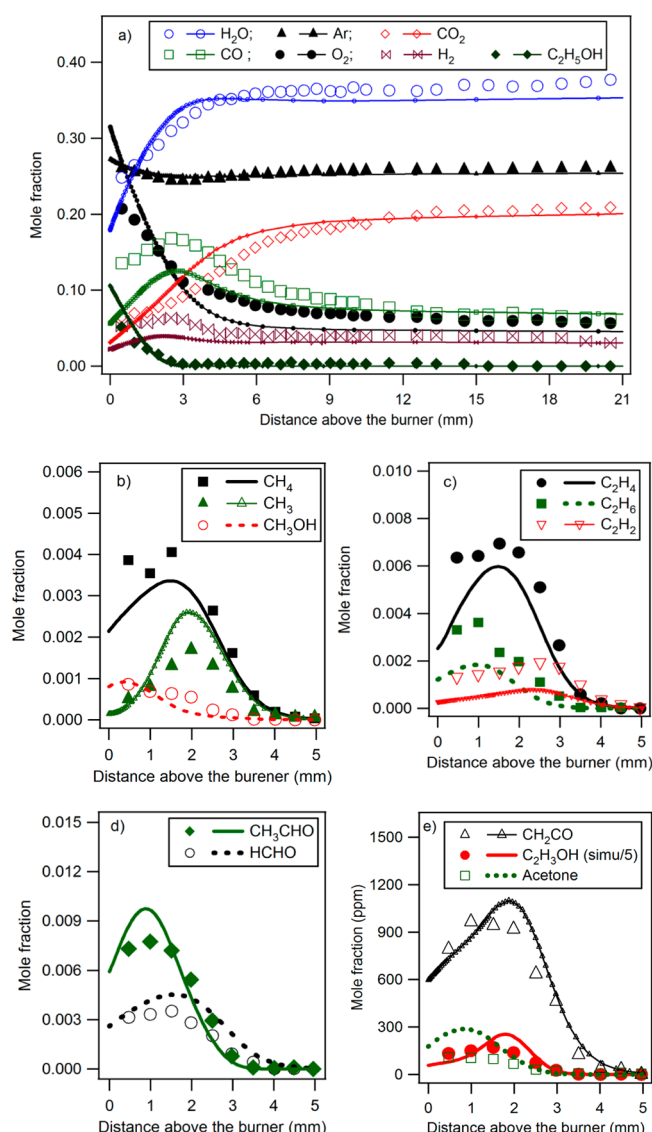 a)
H₂O; Ar; CO₂
CO ; O₂; H₂ C₂H₅OH
0.40
0.30
0.20
0.10
0.00
Mole fraction
0 3 6 9 12 15 18 21
Distance above the burner (mm)
b)
CH₄
CH₃
CH₃OH
0.006
0.005
0.004
0.003
0.002
0.001
0.000
Mole fraction
0 1 2 3 4 5
Distance above the burener (mm)
c)
C₂H₄
C₂H₆
C₂H₂
0.010
0.008
0.006
0.004
0.002
0.000
Mole fraction
0 1 2 3 4 5
Distance above the burner (mm)
d)
CH₃CHO
HCHO
0.015
0.012
0.009
0.006
0.003
0.000
Mole fraction
0 1 2 3 4 5
Distance above the burner (mm)
e)
CH₂CO
C₂H₃OH (simu/5)
Acetone
1500
1200
900
600
300
0
Mole fraction (ppm)
0 1 2 3 4 5
Distance above the burner (mm)